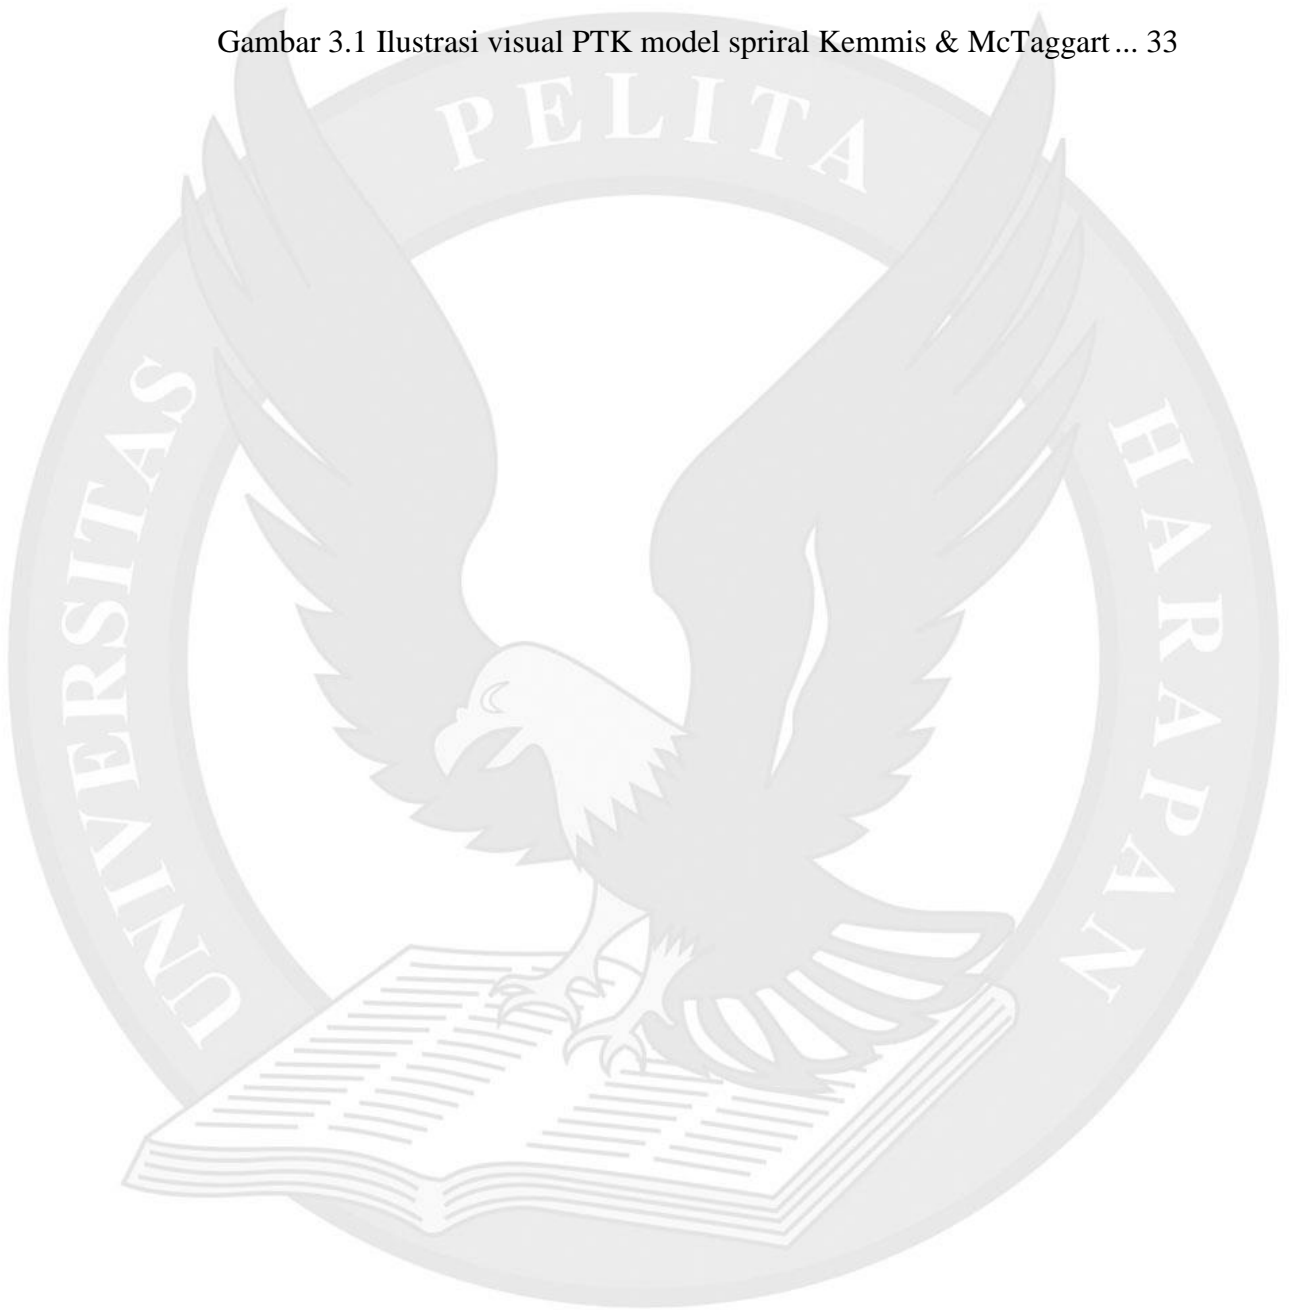 Gambar 3.1 Ilustrasi visual PTK model spriral Kemmis & McTaggart ... 33
UNIVERSITAS PELITA HARAPAN